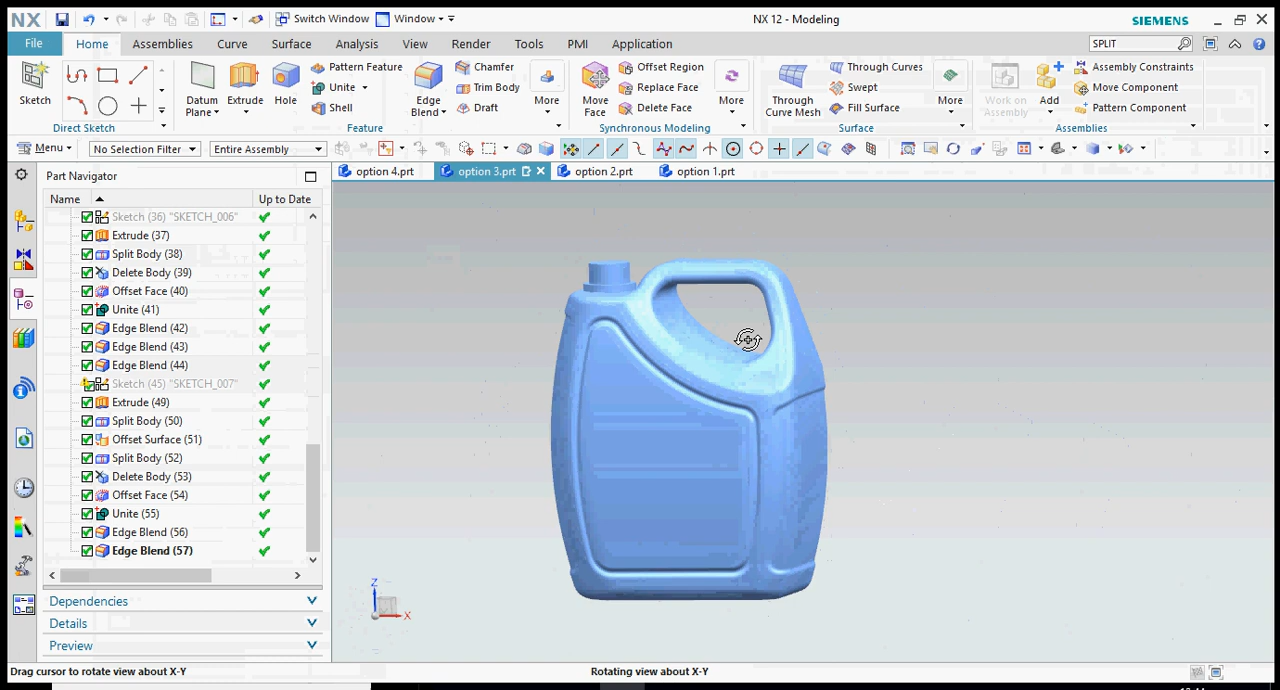 NX
Switch Window
Window
NX 12 - Modeling
SIEMENS
File
Home
Assemblies
Curve
Surface
Analysis
View
Render
Tools
PMI
Application
SPLIT
Sketch
Direct Sketch
Datum Plane
Extrude
Hole
Pattern Feature
Unite
Shell
Edge Blend
Chamfer
Trim Body
Draft
More
Feature
Move Face
Offset Region
Replace Face
Delete Face
More
Synchronous Modeling
Through Curve Mesh
Through Curves
Swept
Fill Surface
More
Surface
Work on Assembly
Add
Assembly Constraints
Move Component
Pattern Component
Assemblies
Menu
No Selection Filter
Entire Assembly
Part Navigator
option 4.prt
option 3.prt
option 2.prt
option 1.prt
Name
Up to Date
Sketch (36) "SKETCH_006"
Extrude (37)
Split Body (38)
Delete Body (39)
Offset Face (40)
Unite (41)
Edge Blend (42)
Edge Blend (43)
Edge Blend (44)
Sketch (45) "SKETCH_007"
Extrude (49)
Split Body (50)
Offset Surface (51)
Split Body (52)
Delete Body (53)
Offset Face (54)
Unite (55)
Edge Blend (56)
Edge Blend (57)
Dependencies
Details
Preview
Z
X
Drag cursor to rotate view about X-Y
Rotating view about X-Y